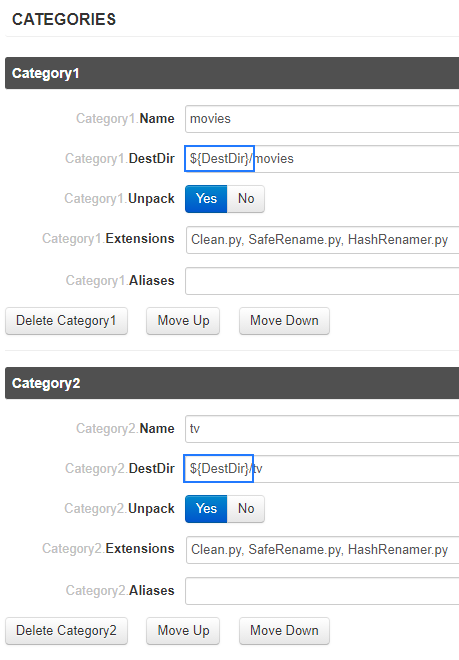 CATEGORIES
Category1
Category1.Name movies
Category1.DestDir ${DestDir}/movies
Category1.Unpack Yes No
Category1.Extensions Clean.py, SafeRename.py, HashRenamer.py
Category1.Aliases
Delete Category1 Move Up Move Down
Category2
Category2.Name tv
Category2.DestDir ${DestDir}/tv
Category2.Unpack Yes No
Category2.Extensions Clean.py, SafeRename.py, HashRenamer.py
Category2.Aliases
Delete Category2 Move Up Move Down